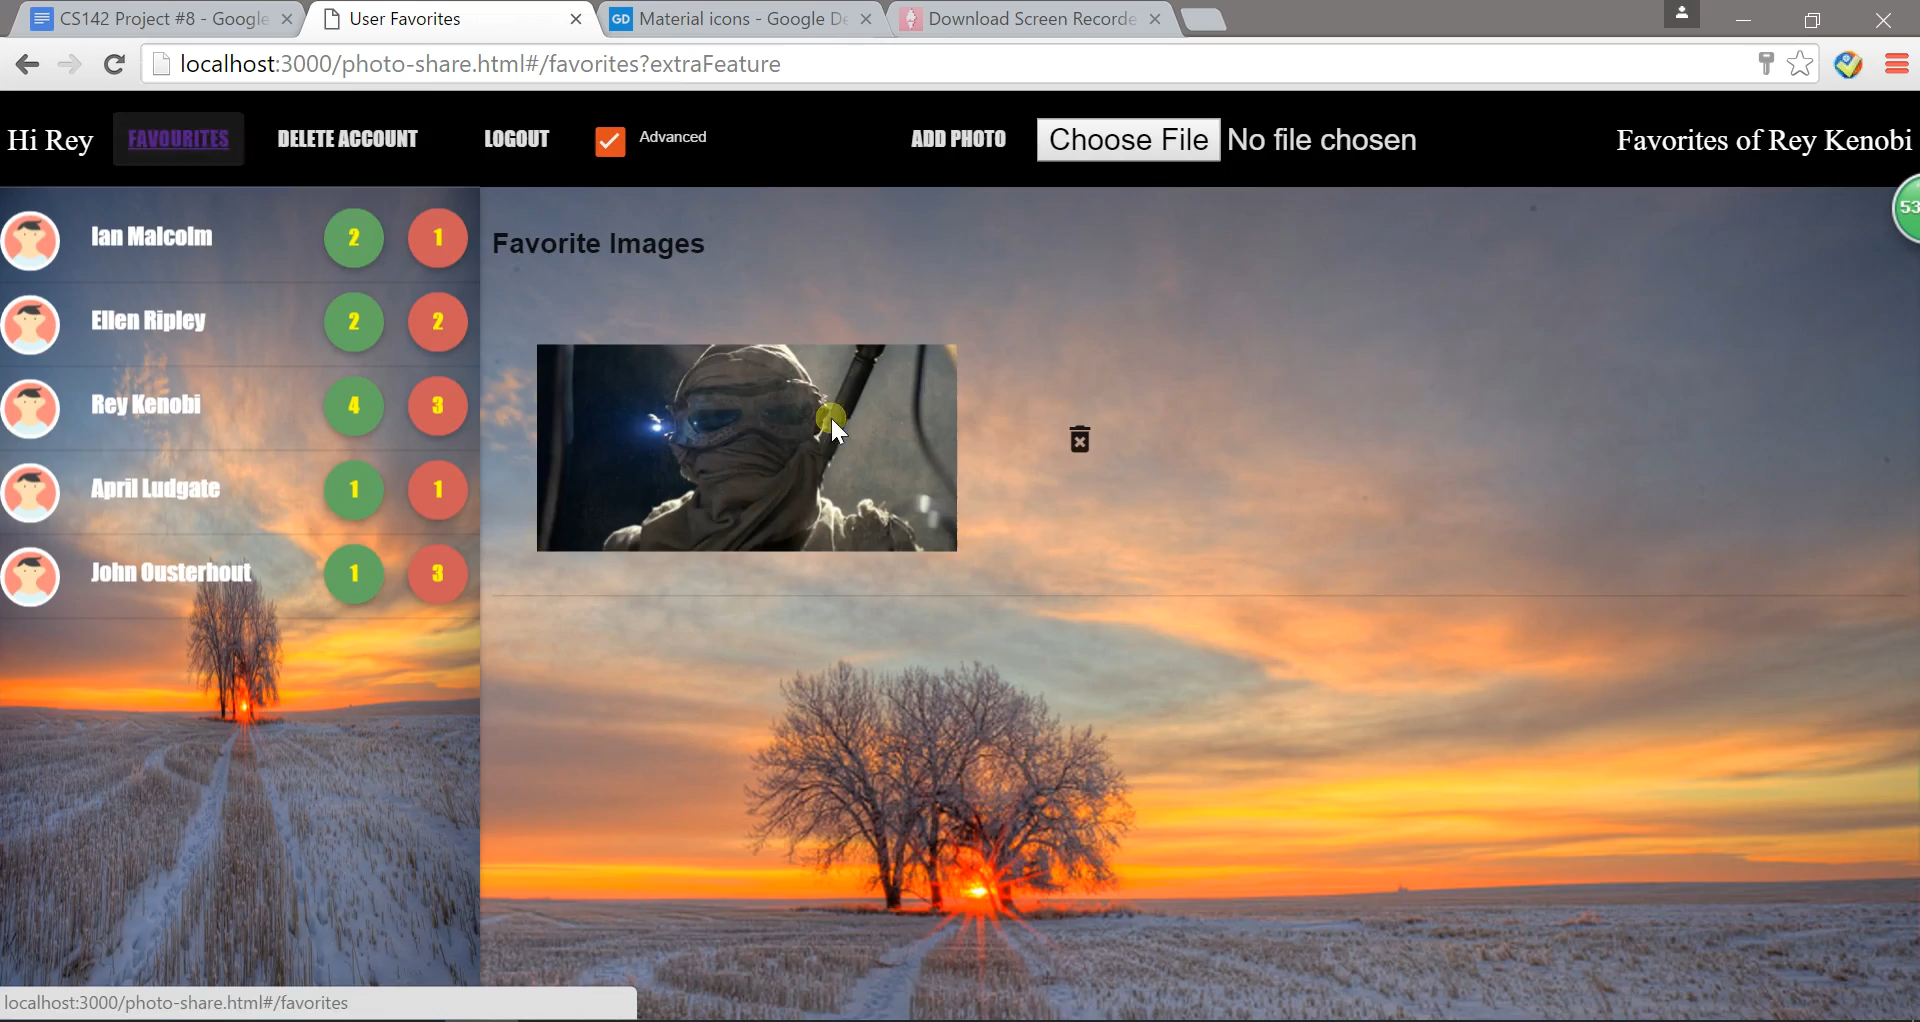 CS142 Project #8 - Google
User Favorites
GD Material icons - Google De
Download Screen Recorde
localhost:3000/photo-share.html#/favorites?extraFeature
Hi Rey
FAVOURITES
DELETE ACCOUNT
LOGOUT
Advanced
ADD PHOTO
Choose File No file chosen
Favorites of Rey Kenobi
53
Ian Malcolm 2 1
Favorite Images
Ellen Ripley 2 2
Rey Kenobi 4 3
April Ludgate 1 1
John Ousterhout 1 3
localhost:3000/photo-share.html#/favorites